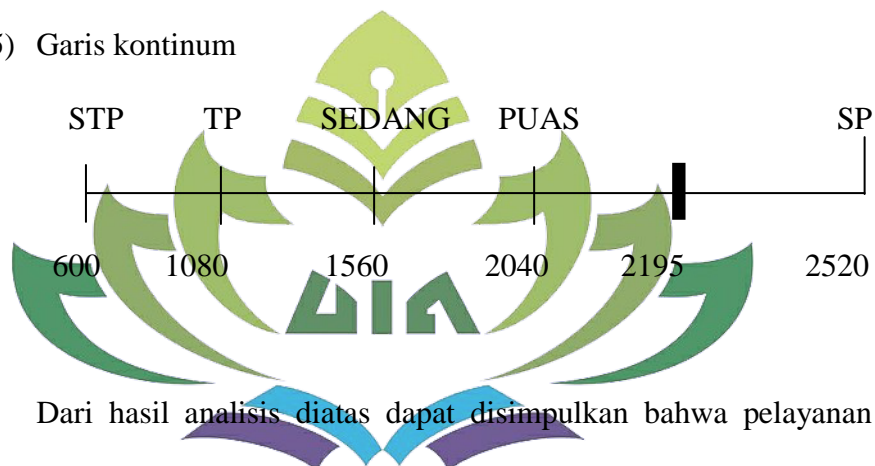 ) Garis kontinum
STP TP SEDANG PUAS SP
600 1080 1560 2040 2195 2520
UIN
Dari hasil analisis diatas dapat disimpulkan bahwa pelayanan